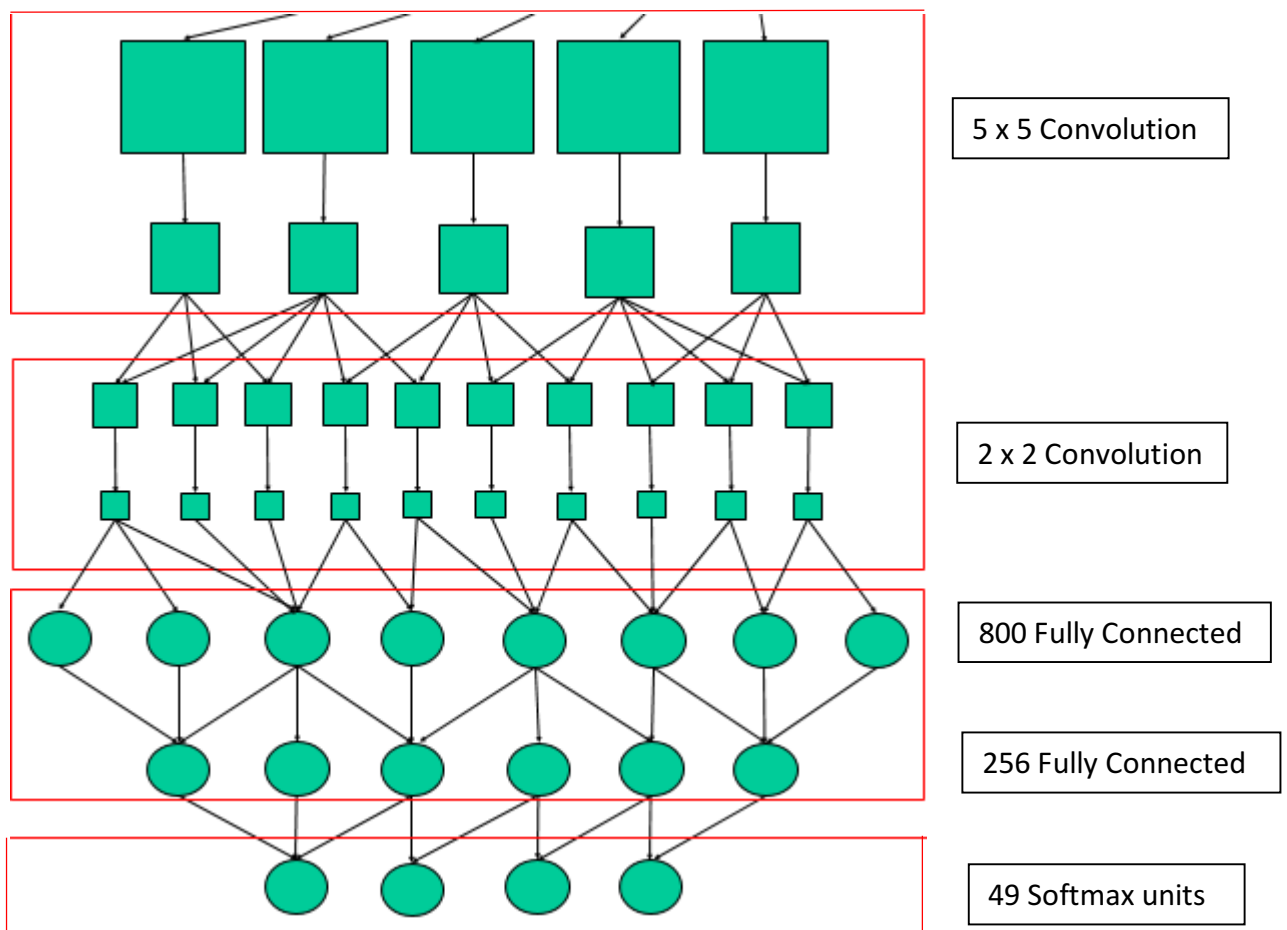 5 x 5 Convolution
2 x 2 Convolution
800 Fully Connected
256 Fully Connected
49 Softmax units